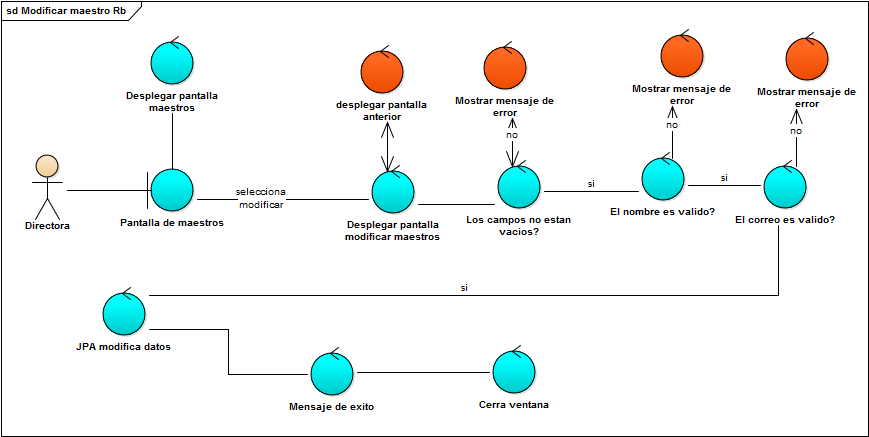 sd Modificar maestro Rb
Desplegar pantalla
maestros
desplegar pantalla
anterior
Mostrar mensaje de
error
Mostrar mensaje de
error
Mostrar mensaje de
error
no
no
no
Directora
Pantalla de maestros
selecciona
modificar
Desplegar pantalla
modificar maestros
Los campos no estan
vacios?
si
El nombre es valido?
si
El correo es valido?
si
JPA modifica datos
Mensaje de exito
Cerra ventana